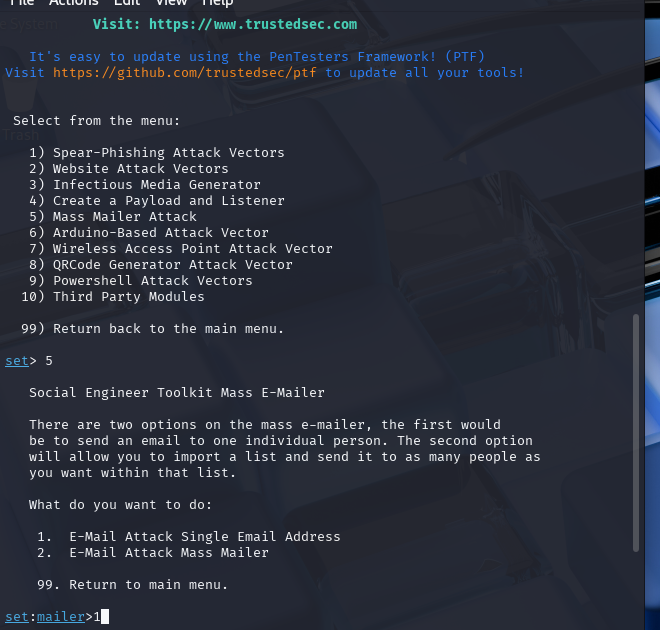 File Actions Edit View Help
Visit: https://www.trustedsec.com
It's easy to update using the PenTesters Framework! (PTF)
Visit https://github.com/trustedsec/ptf to update all your tools!
Trash
Select from the menu:
1) Spear-Phishing Attack Vectors
2) Website Attack Vectors
3) Infectious Media Generator
4) Create a Payload and Listener
5) Mass Mailer Attack
6) Arduino-Based Attack Vector
7) Wireless Access Point Attack Vector
8) QRCode Generator Attack Vector
9) Powershell Attack Vectors
10) Third Party Modules
99) Return back to the main menu.
set> 5
Social Engineer Toolkit Mass E-Mailer
There are two options on the mass e-mailer, the first would
be to send an email to one individual person. The second option
will allow you to import a list and send it to as many people as
you want within that list.
What do you want to do:
1. E-Mail Attack Single Email Address
2. E-Mail Attack Mass Mailer
99. Return to main menu.
set:mailer>1